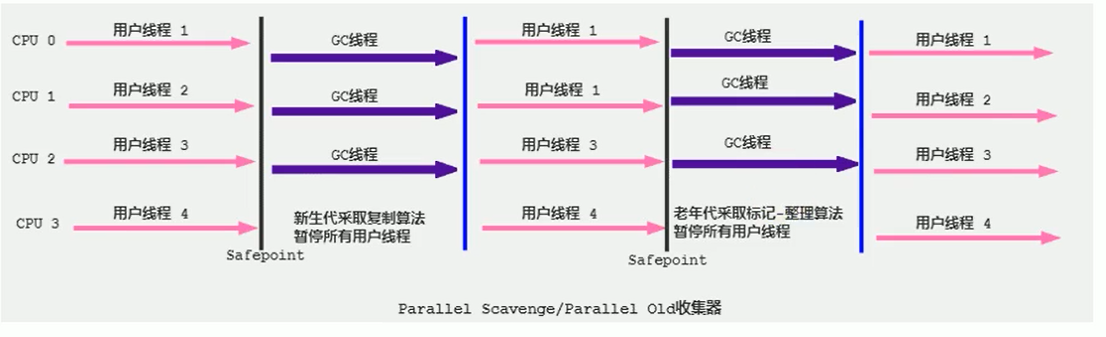 CPU 0 用户线程 1 GC线程 用户线程 1 GC线程 用户线程 1
CPU 1 用户线程 2 GC线程 用户线程 1 GC线程 用户线程 2
CPU 2 用户线程 3 GC线程 用户线程 3 GC线程 用户线程 3
CPU 3 用户线程 4 用户线程 4 用户线程 4
新生代采取复制算法
暂停所有用户线程
老年代采取标记-整理算法
暂停所有用户线程
Safepoint
Safepoint
Parallel Scavenge/Parallel Old收集器